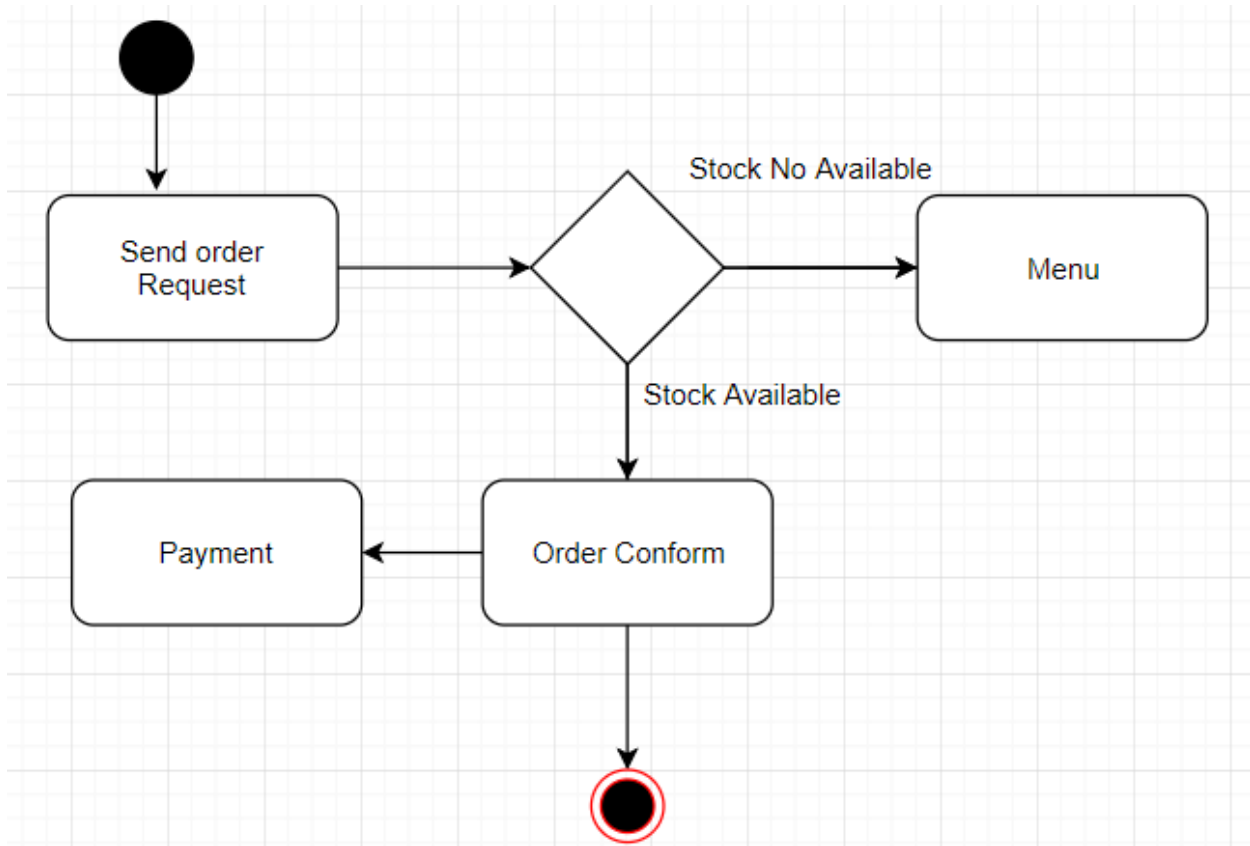 Stock No Available
Send order
Request
Menu
Stock Available
Payment
Order Conform